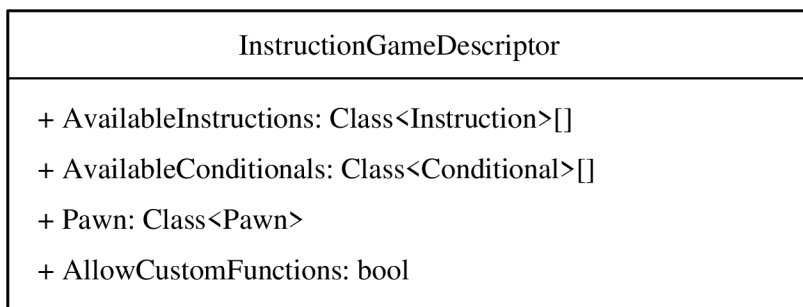 InstructionGameDescriptor
+ AvailableInstructions: Class<Instruction>[]
+ AvailableConditionals: Class<Conditional>[]
+ Pawn: Class<Pawn>
+ AllowCustomFunctions: bool